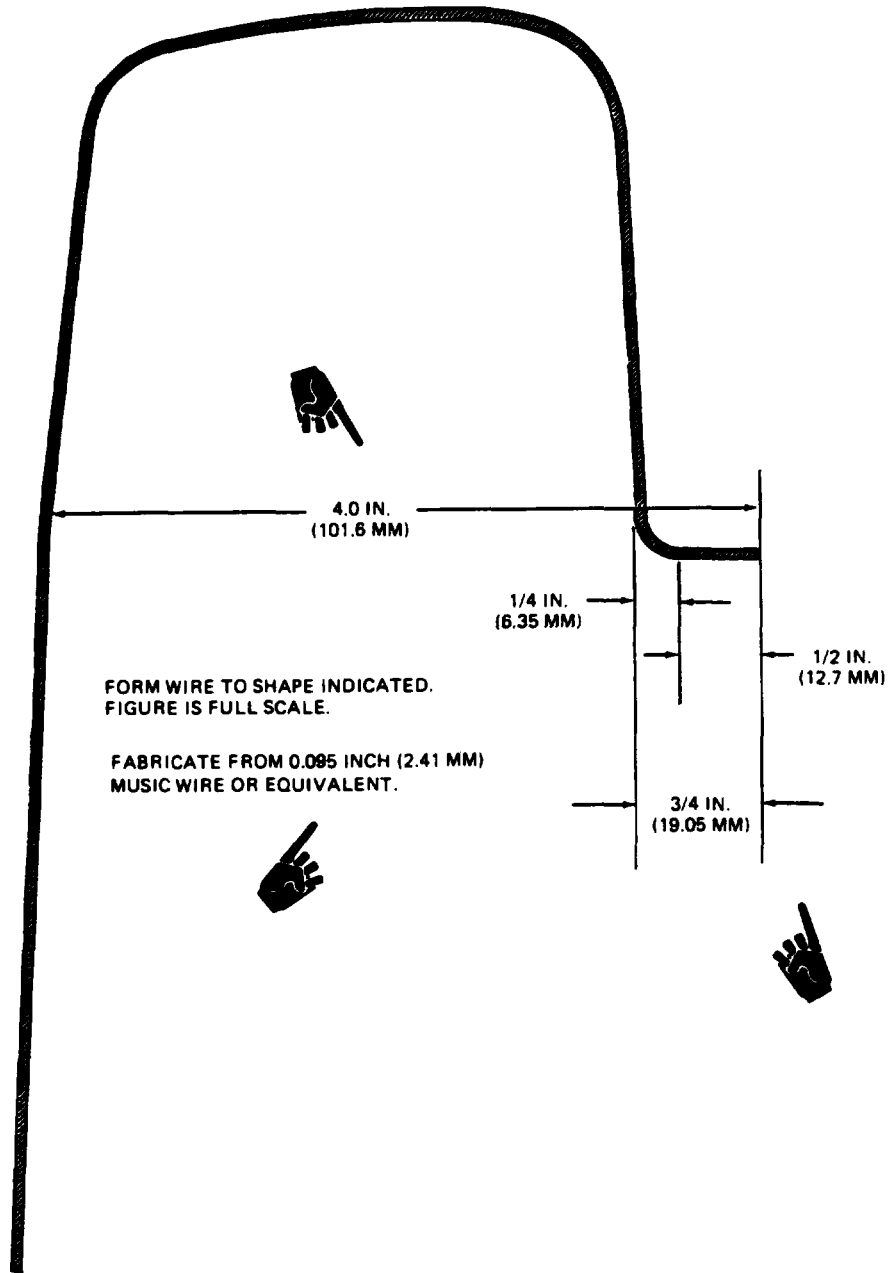 4.0 IN.
(101.6 MM)
1/4 IN.
(6.35 MM)
1/2 IN.
(12.7 MM)
FORM WIRE TO SHAPE INDICATED.
FIGURE IS FULL SCALE.
FABRICATE FROM 0.095 INCH (2.41 MM)
MUSIC WIRE OR EQUIVALENT.
3/4 IN.
(19.05 MM)